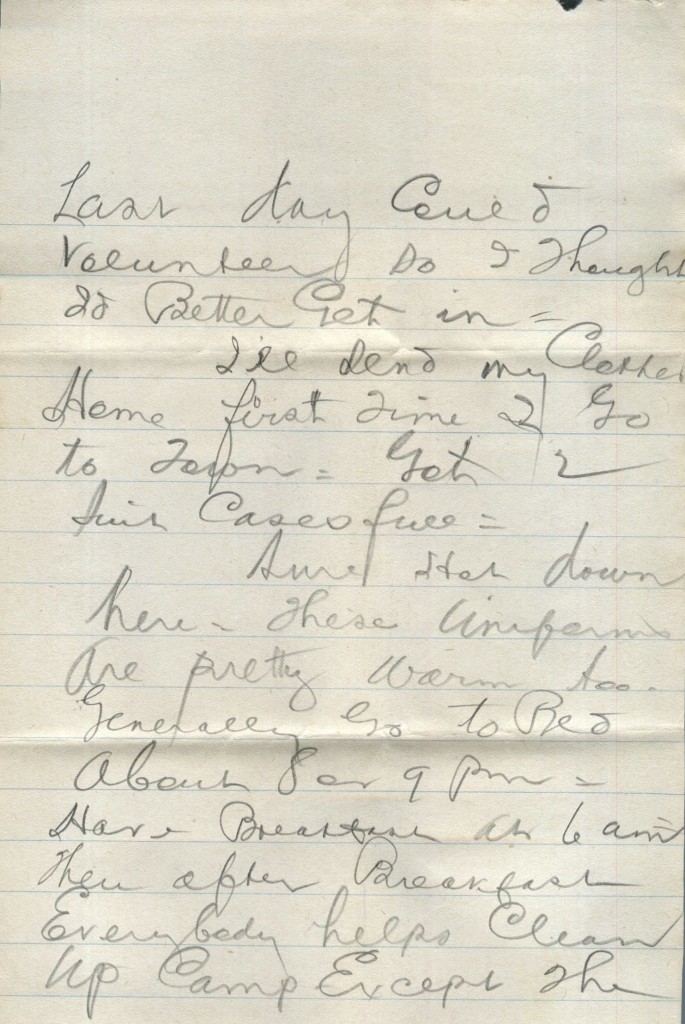 Last day Could
Volunteer so I Thought
I'd Better Get in =
I'll send my Clothes
Home first Time I Go
to Town = Got 2
Suit Cases full =
Sure Hot down
here = These Uniforms
Are pretty warm too.
Generally Go to Bed
About 8 or 9 Pm =
Have Breakfast at 6 am =
Then after Breakfast
Everybody helps Clean
Up Camp Except The